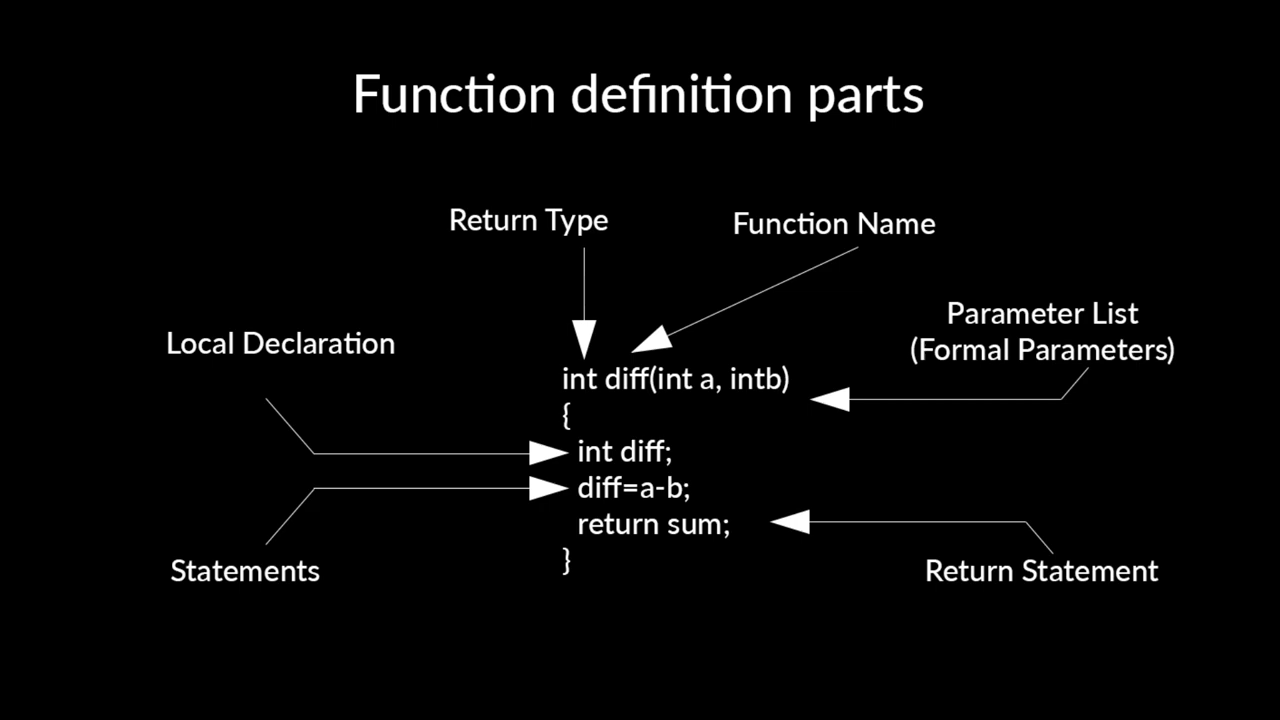 Function definition parts
Return Type
Function Name
Local Declaration
Parameter List
(Formal Parameters)
int diff(int a, intb)
{
int diff;
diff=a-b;
return sum;
}
Statements
Return Statement